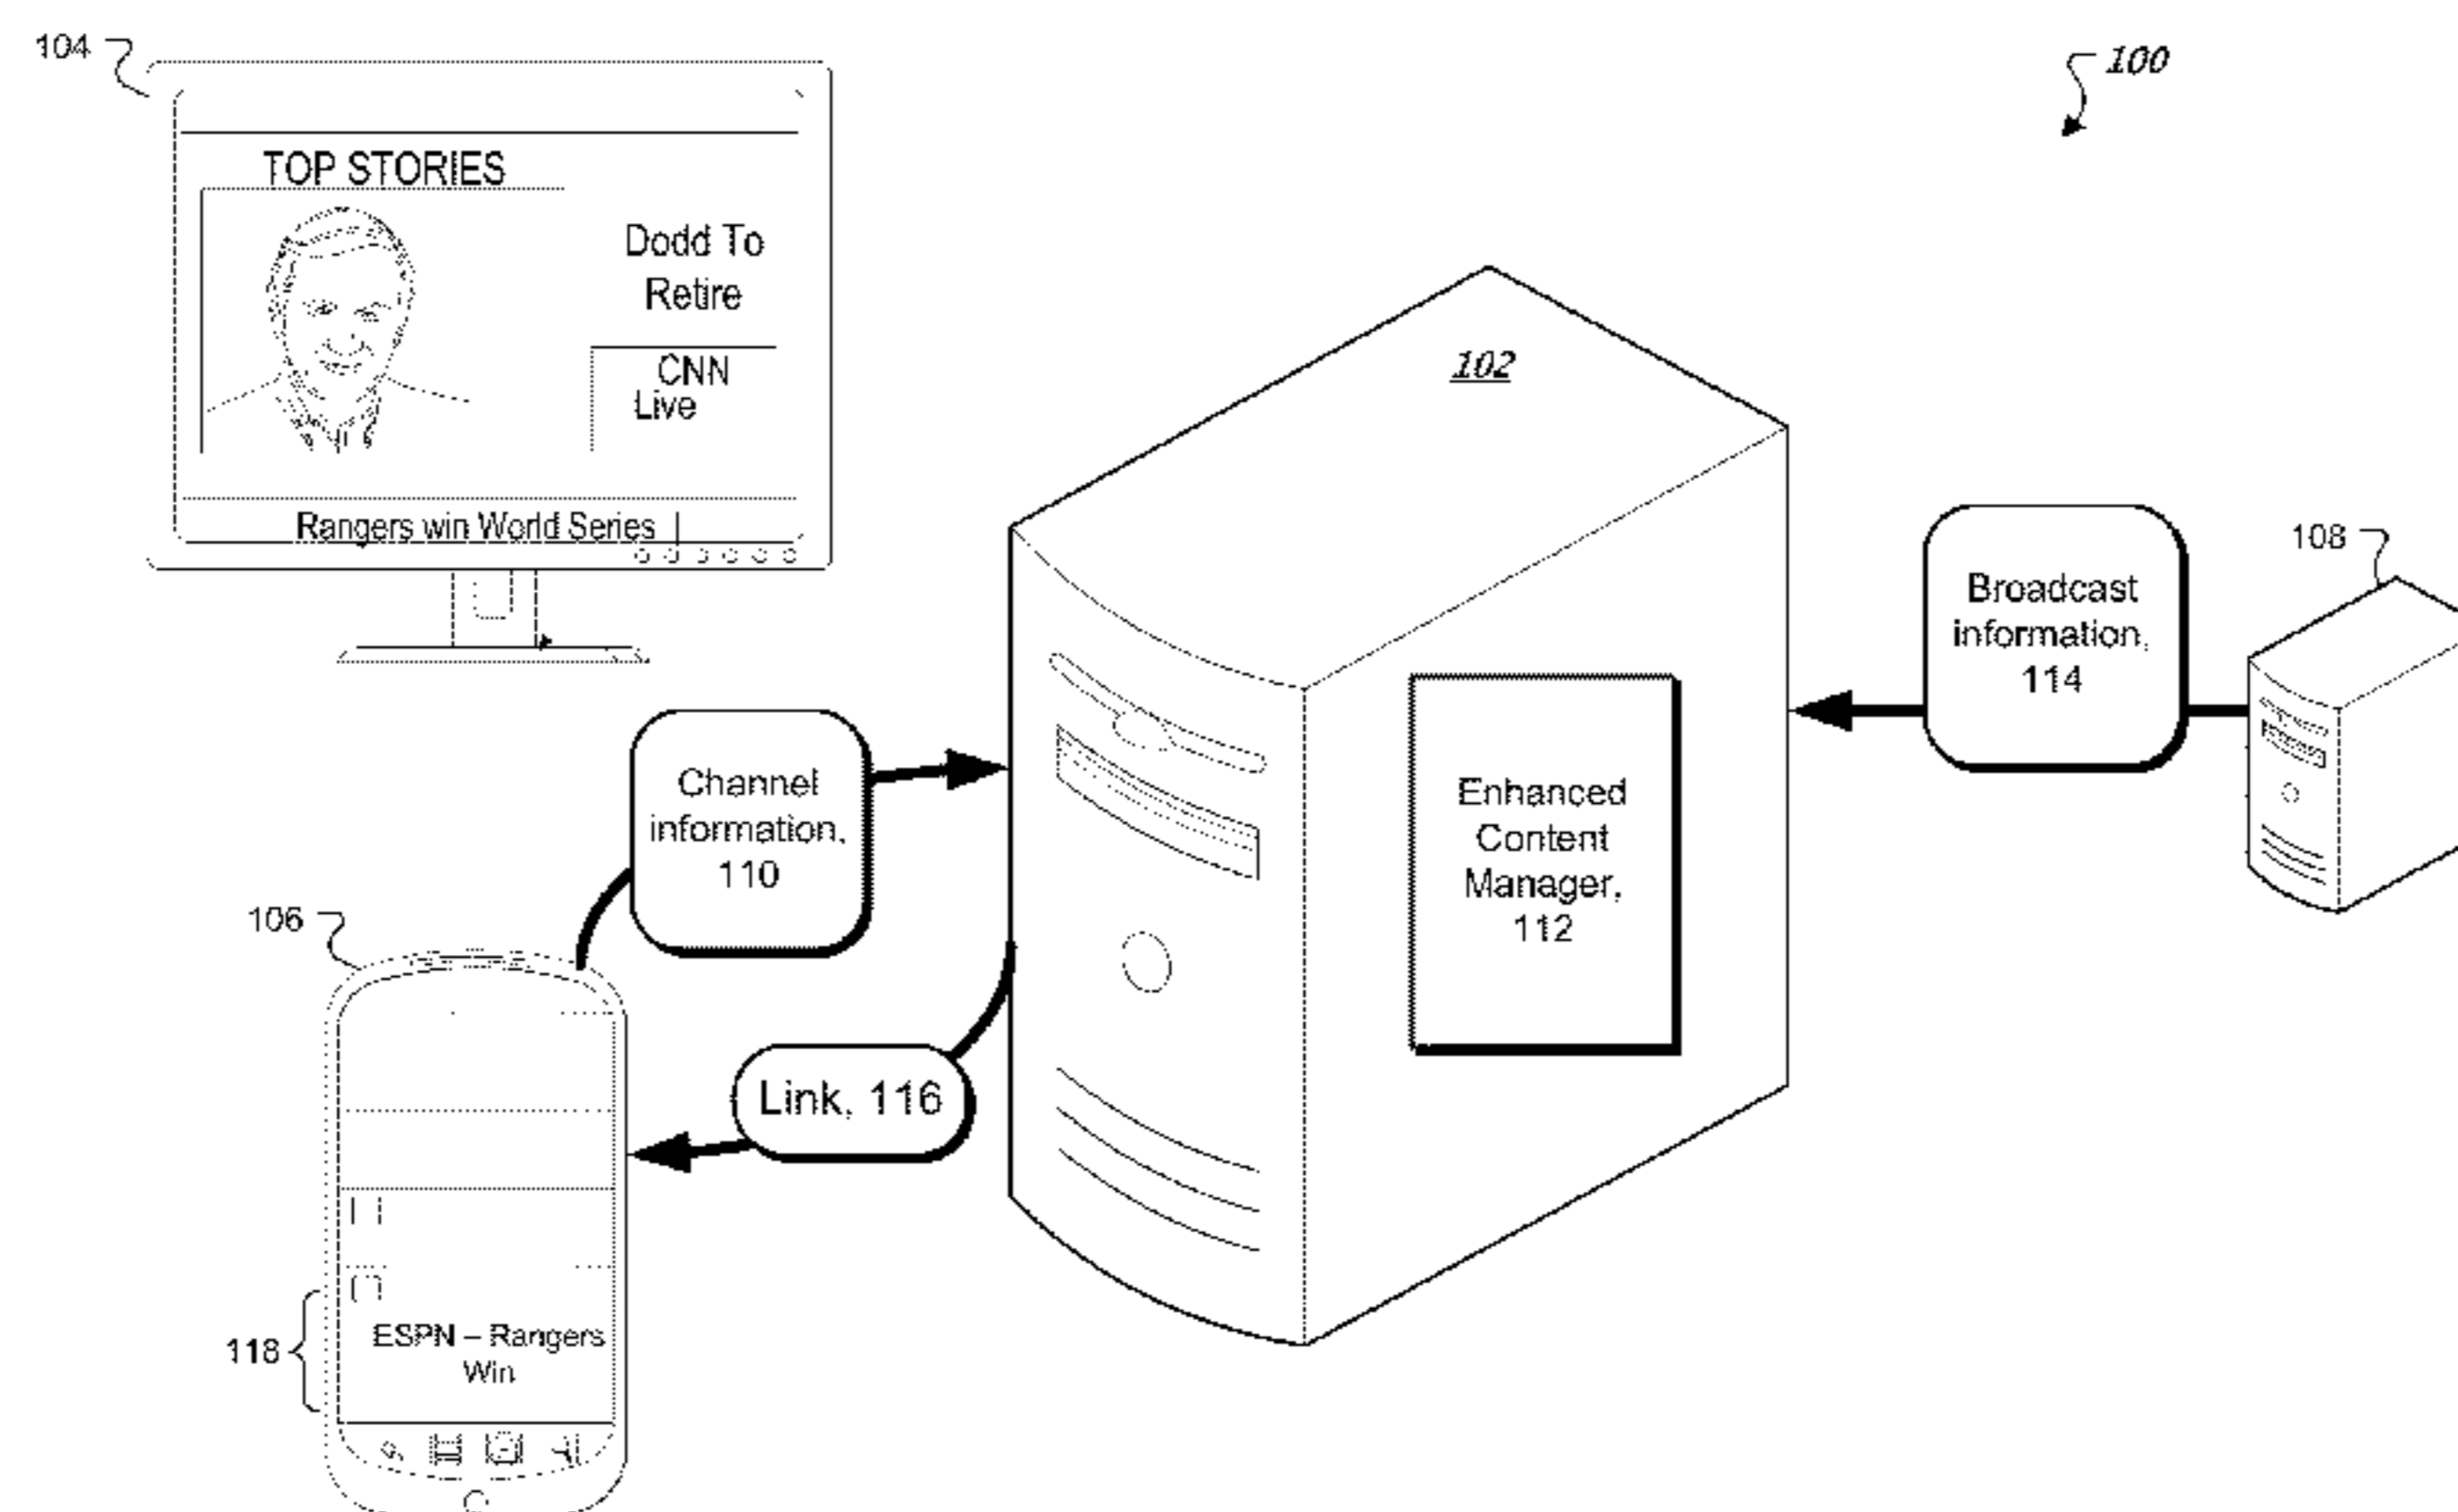 104
100
TOP STORIES
Dodd To
Retire
CNN
Live
Rangers win World Series
102
Broadcast
information,
114
108
Channel
information,
110
Enhanced
Content
Manager,
112
106
Link, 116
118
ESPN – Rangers
Win